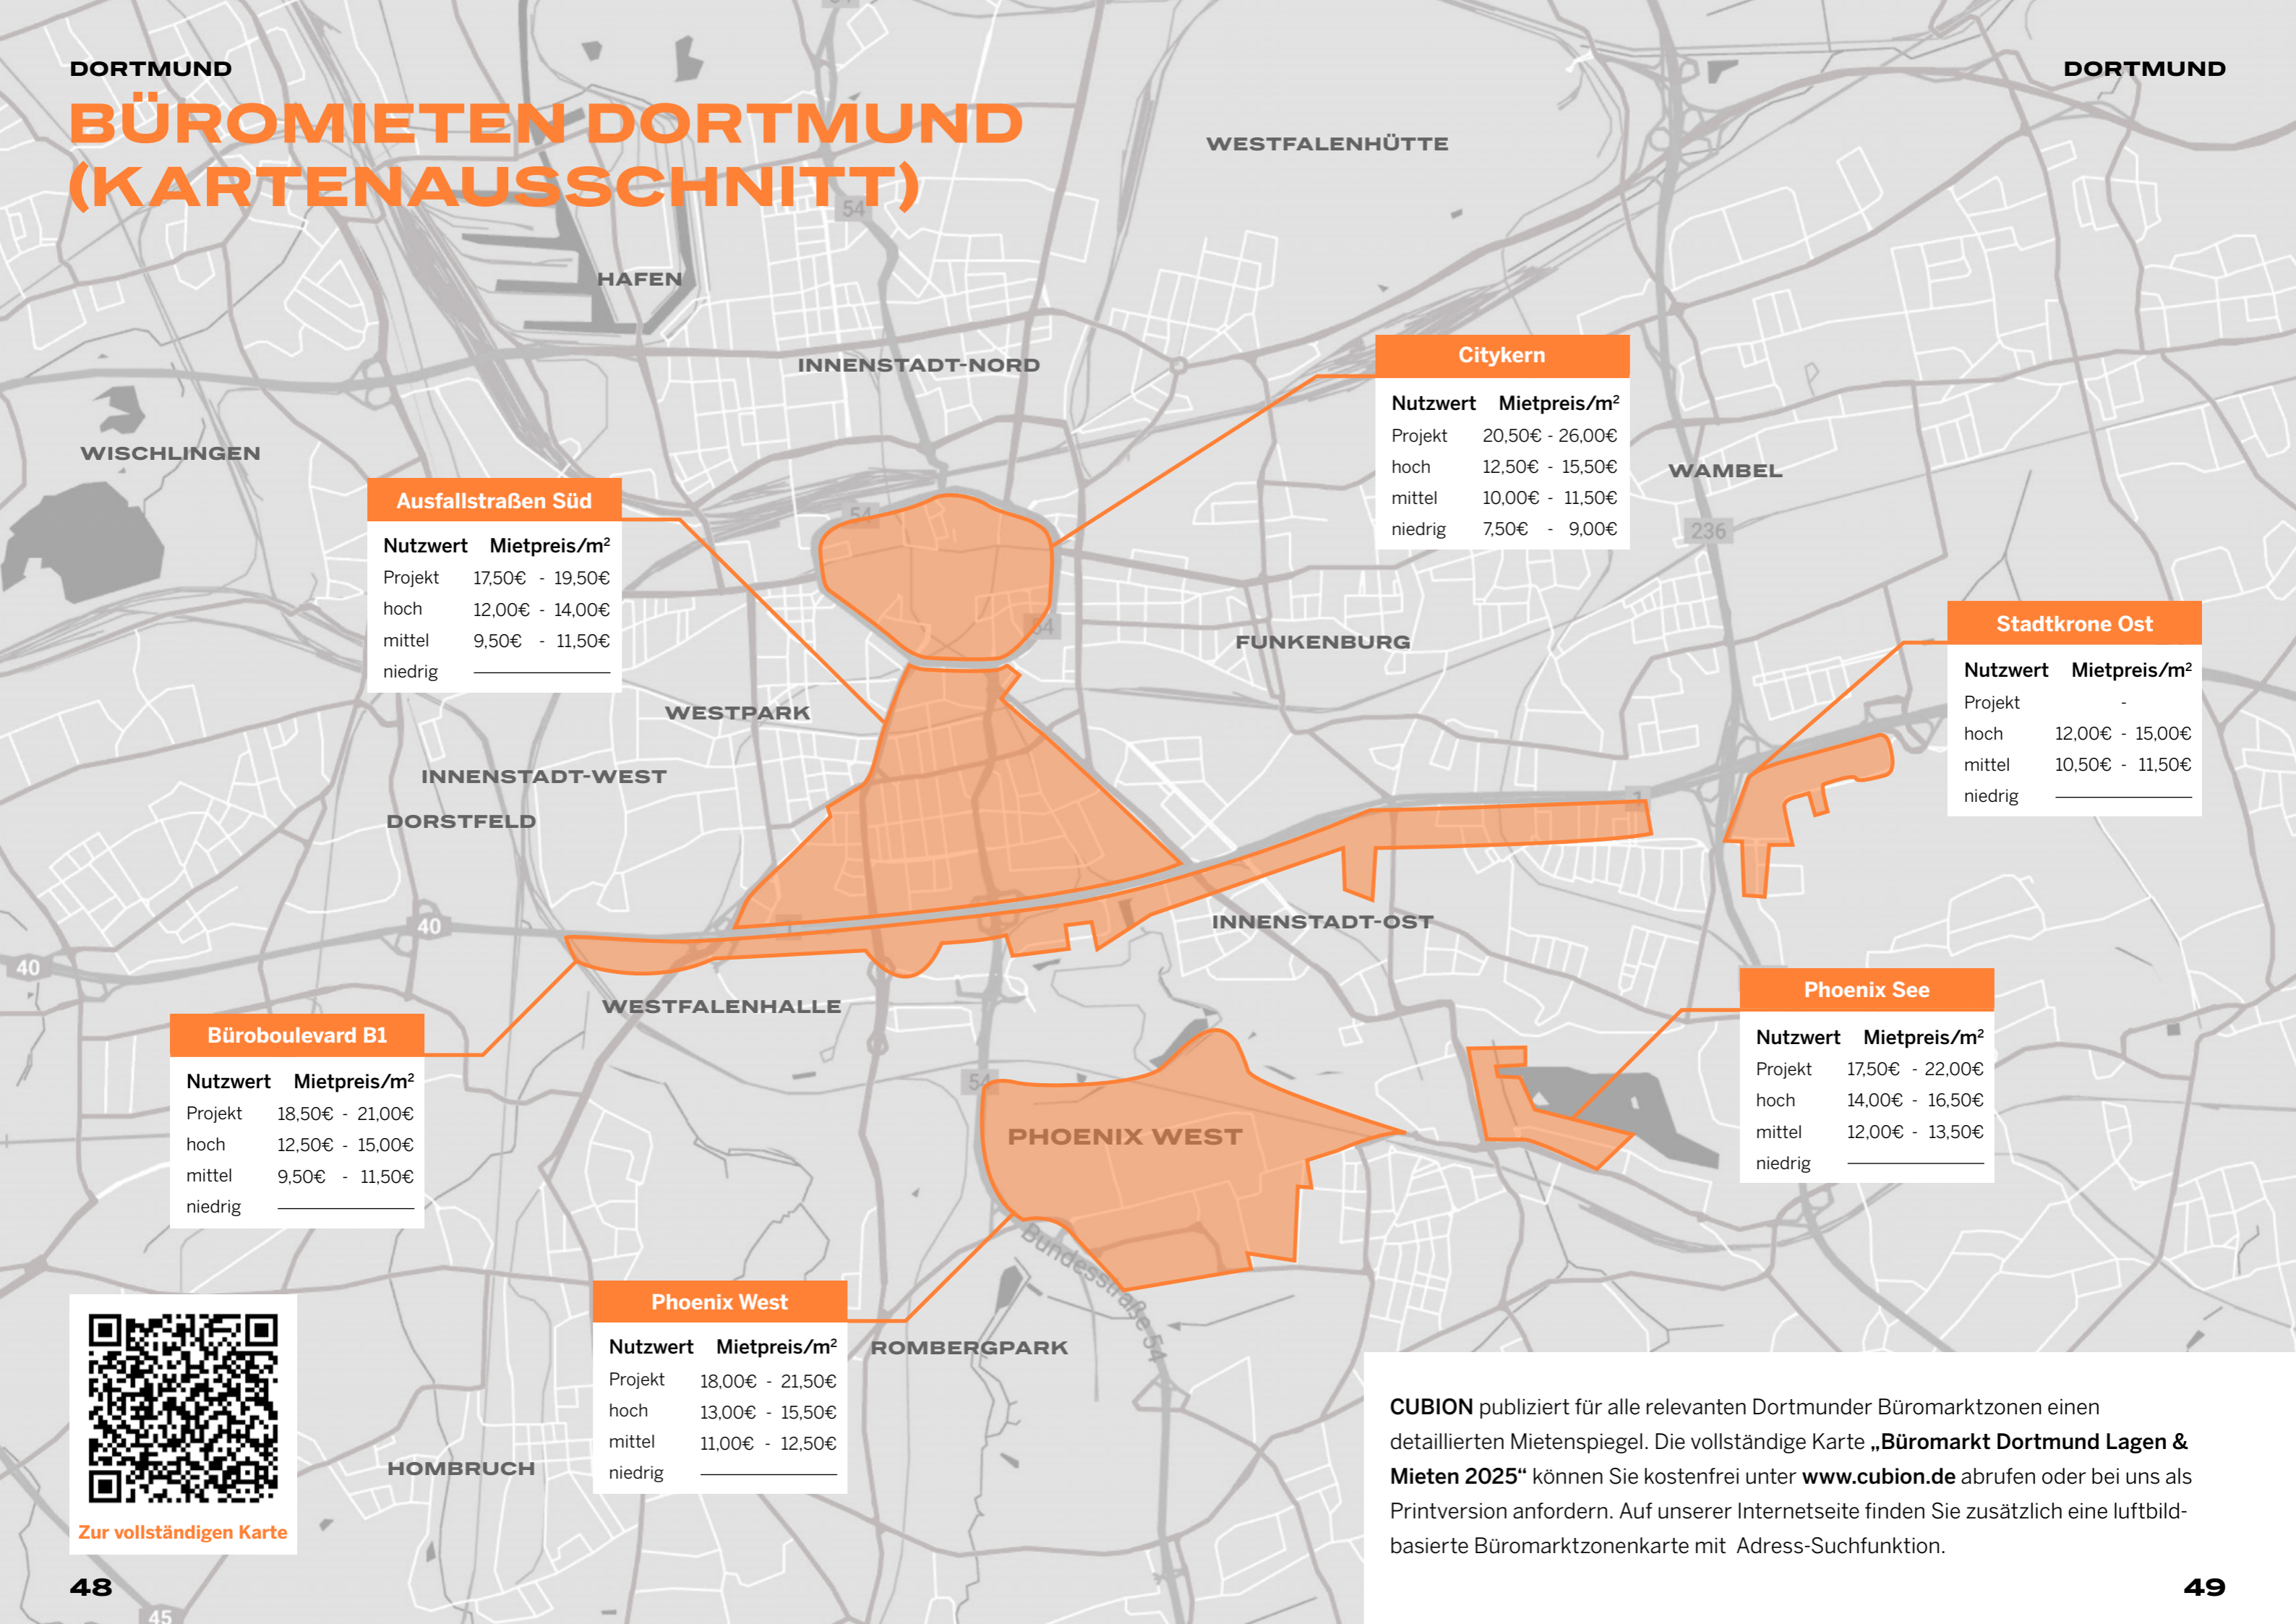 DORTMUND
DORTMUND
BÜROMIETEN DORTMUND
(KARTENAUSSCHNITT)
WESTFALENHÜTTE
54
HAFEN
INNENSTADT-NORD
WISCHLINGEN
WAMBEL
236
54
54
FUNKENBURG
WESTPARK
INNENSTADT-WEST
DORSTFELD
1
40
40
1
INNENSTADT-OST
WESTFALENHALLE
54
PHOENIX WEST
Bundesstraße 54
ROMBERGPARK
HOMBRUCH
45
Citykern
Nutzwert Mietpreis/m²
Projekt 20,50€ - 26,00€
hoch 12,50€ - 15,50€
mittel 10,00€ - 11,50€
niedrig 7,50€ - 9,00€
Ausfallstraßen Süd
Nutzwert Mietpreis/m²
Projekt 17,50€ - 19,50€
hoch 12,00€ - 14,00€
mittel 9,50€ - 11,50€
niedrig
Stadtkrone Ost
Nutzwert Mietpreis/m²
Projekt -
hoch 12,00€ - 15,00€
mittel 10,50€ - 11,50€
niedrig
Büroboulevard B1
Nutzwert Mietpreis/m²
Projekt 18,50€ - 21,00€
hoch 12,50€ - 15,00€
mittel 9,50€ - 11,50€
niedrig
Phoenix See
Nutzwert Mietpreis/m²
Projekt 17,50€ - 22,00€
hoch 14,00€ - 16,50€
mittel 12,00€ - 13,50€
niedrig
Phoenix West
Nutzwert Mietpreis/m²
Projekt 18,00€ - 21,50€
hoch 13,00€ - 15,50€
mittel 11,00€ - 12,50€
niedrig
Zur vollständigen Karte
CUBION publiziert für alle relevanten Dortmunder Büromarktzonen einen
detaillierten Mietenspiegel. Die vollständige Karte „Büromarkt Dortmund Lagen &
Mieten 2025“ können Sie kostenfrei unter www.cubion.de abrufen oder bei uns als
Printversion anfordern. Auf unserer Internetseite finden Sie zusätzlich eine luftbild-
basierte Büromarktzonenkarte mit Adress-Suchfunktion.
48
49